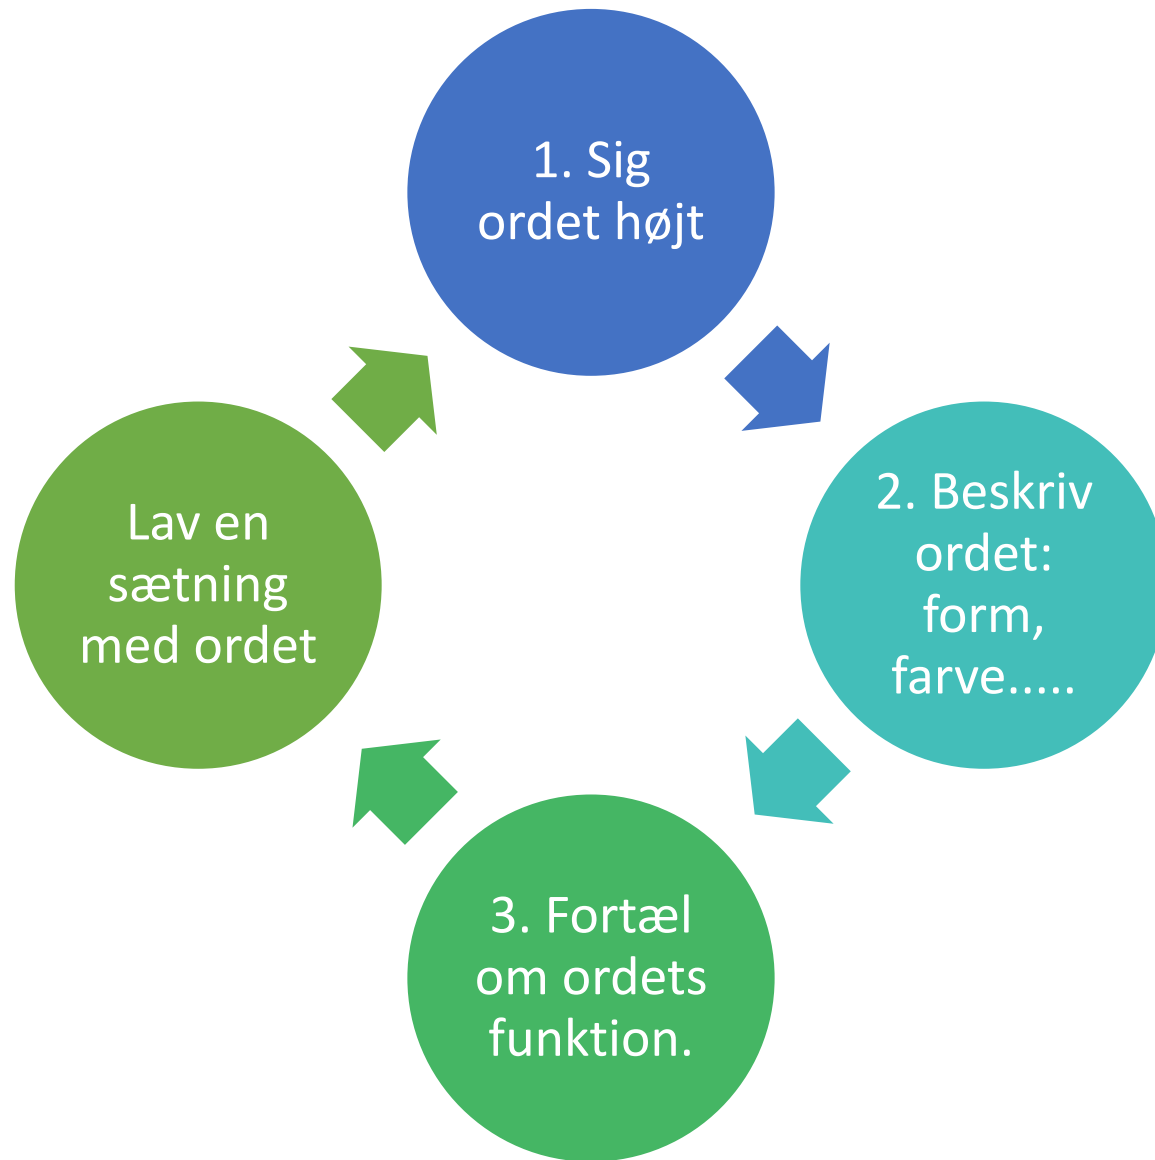 1. Sig
ordet højt
2. Beskriv
ordet:
form,
farve.....
3. Fortæl
om ordets
funktion.
Lav en
sætning
med ordet